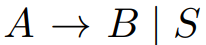 A → B | S